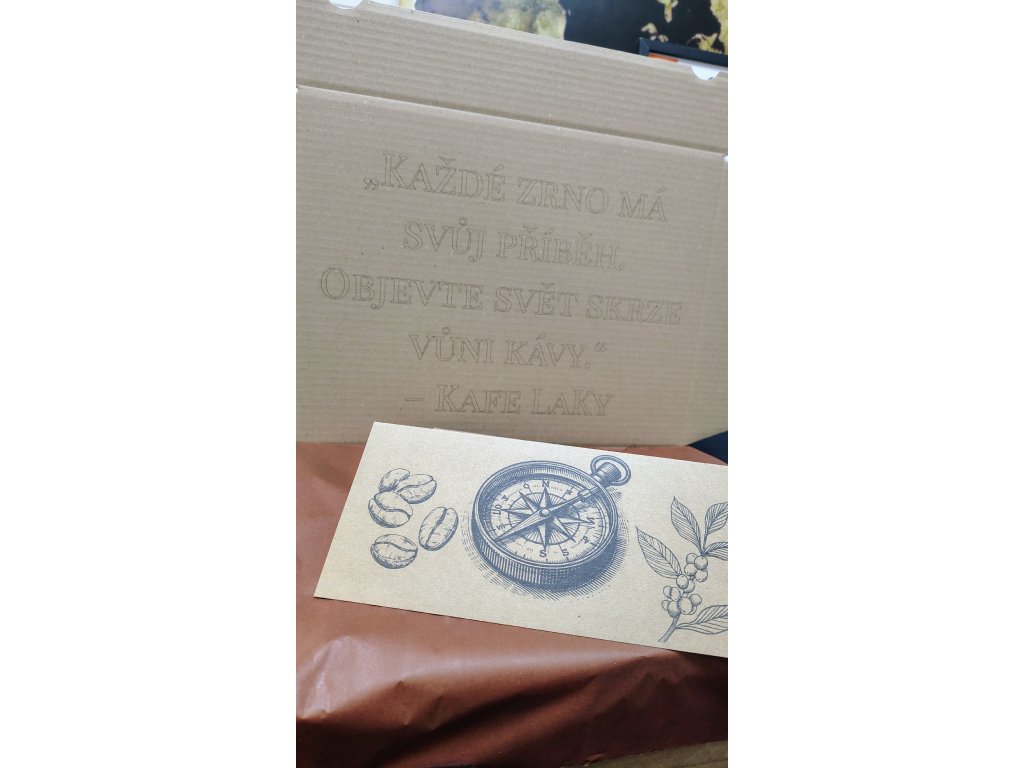 „KAŽDÉ ZRNO MÁ
SVŮJ PŘÍBĚH.
OBJEVTE SVĚT SKRZE
VŮNI KÁVY.“
– KAFE LAKY